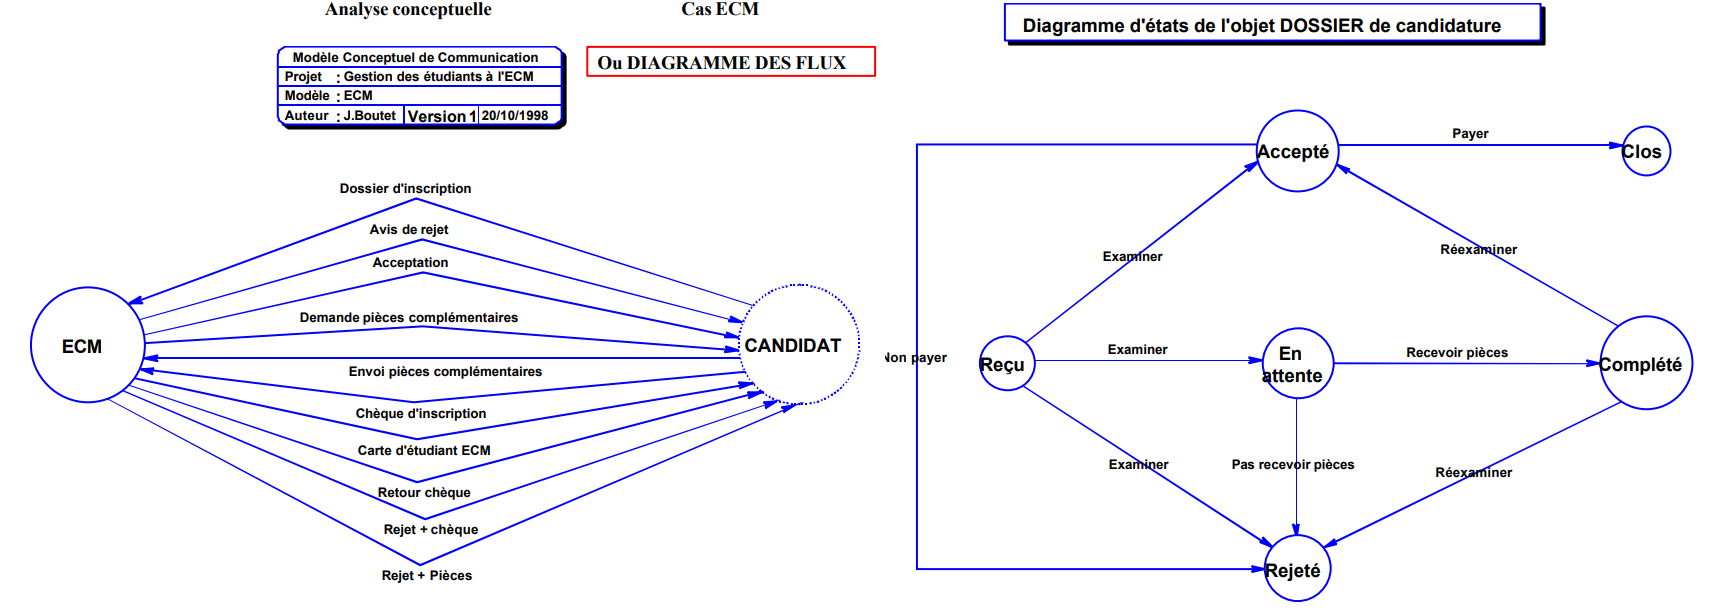 Analyse conceptuelle
Cas ECM
Modèle Conceptuel de Communication
Projet : Gestion des étudiants à l'ECM
Modèle : ECM
Auteur : J.Boutet Version 1 20/10/1998
Ou DIAGRAMME DES FLUX
Dossier d'inscription
Avis de rejet
Acceptation
Demande pièces complémentaires
ECM
CANDIDAT
Envoi pièces complémentaires
Chèque d'inscription
Carte d'étudiant ECM
Retour chèque
Rejet + chèque
Rejet + Pièces
Diagramme d'états de l'objet DOSSIER de candidature
Accepté
Payer
Clos
Examiner
Réexaminer
Non payer
Reçu
Examiner
En
attente
Recevoir pièces
Complété
Examiner
Pas recevoir pièces
Réexaminer
Rejeté